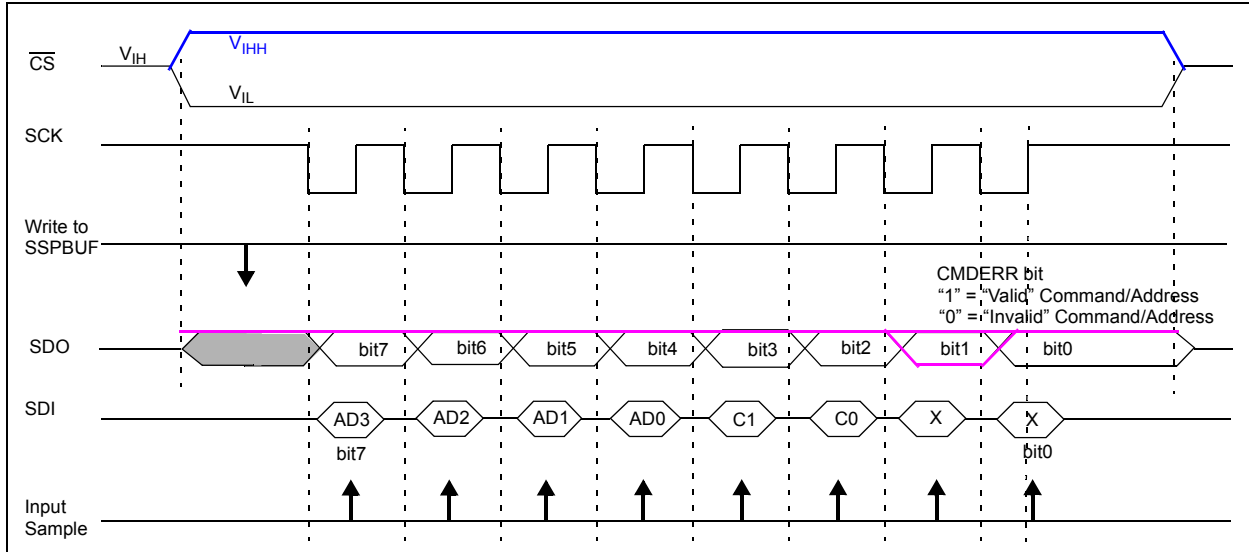 CS
VIH
VIHH
VIL
SCK
Write to
SSPBUF
CMDERR bit
“1” = “Valid” Command/Address
“0” = “Invalid” Command/Address
SDO
bit7 bit6 bit5 bit4 bit3 bit2 bit1 bit0
SDI
AD3 AD2 AD1 AD0 C1 C0 X X
bit7 bit0
Input
Sample